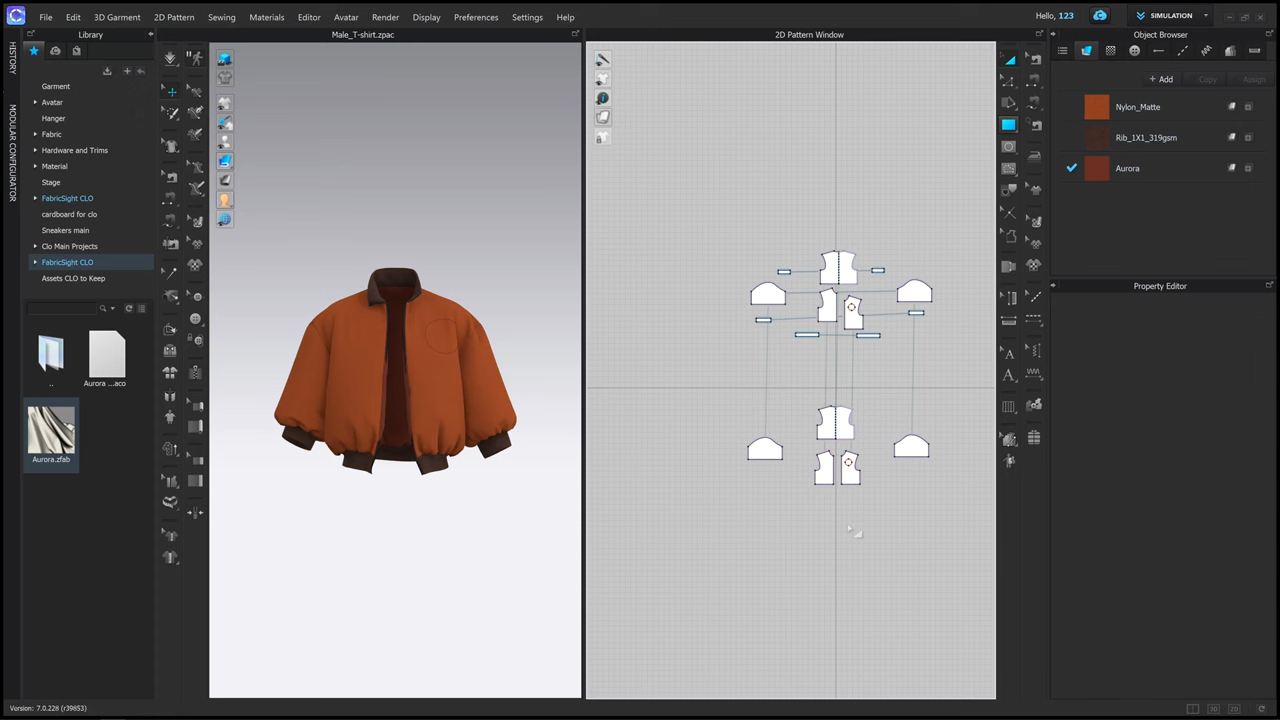 File Edit 3D Garment 2D Pattern Sewing Materials Editor Avatar Render Display Preferences Settings Help
Hello, 123
SIMULATION
Library
Male_T-shirt.zpac
2D Pattern Window
Object Browser
HISTORY
MODULAR CONFIGURATOR
Garment
Avatar
Hanger
Fabric
Hardware and Trims
Material
Stage
FabricSight CLO
cardboard for clo
Sneakers main
Clo Main Projects
FabricSight CLO
Assets CLO to Keep
..
Aurora ...aco
Aurora.zfab
+ Add
Copy
Assign
Nylon_Matte
Rib_1X1_319gsm
Aurora
Property Editor
A
A
Version: 7.0.228 (r39853)
3D
2D